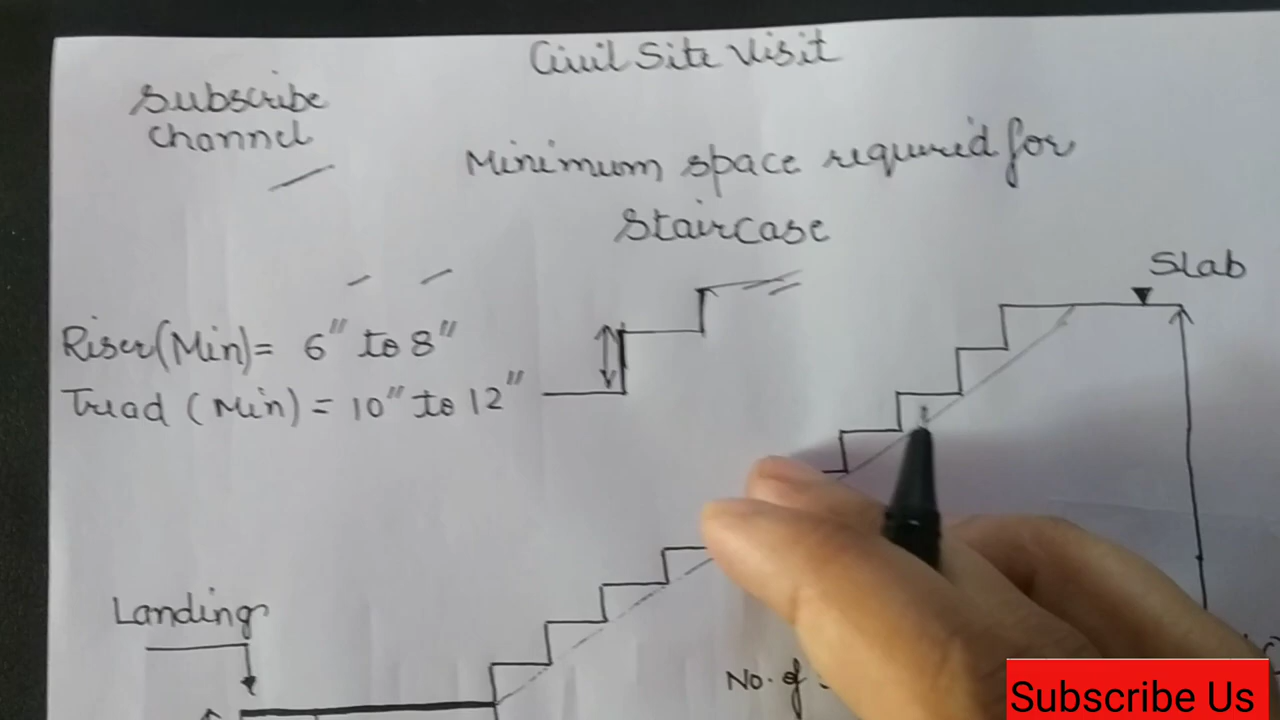 Civil Site Visit
Subscribe
Channel
Minimum space required for
Staircase
Slab
Riser(Min)= 6" to 8"
Triad (Min) = 10" to 12"
Landing
No. of
Subscribe Us